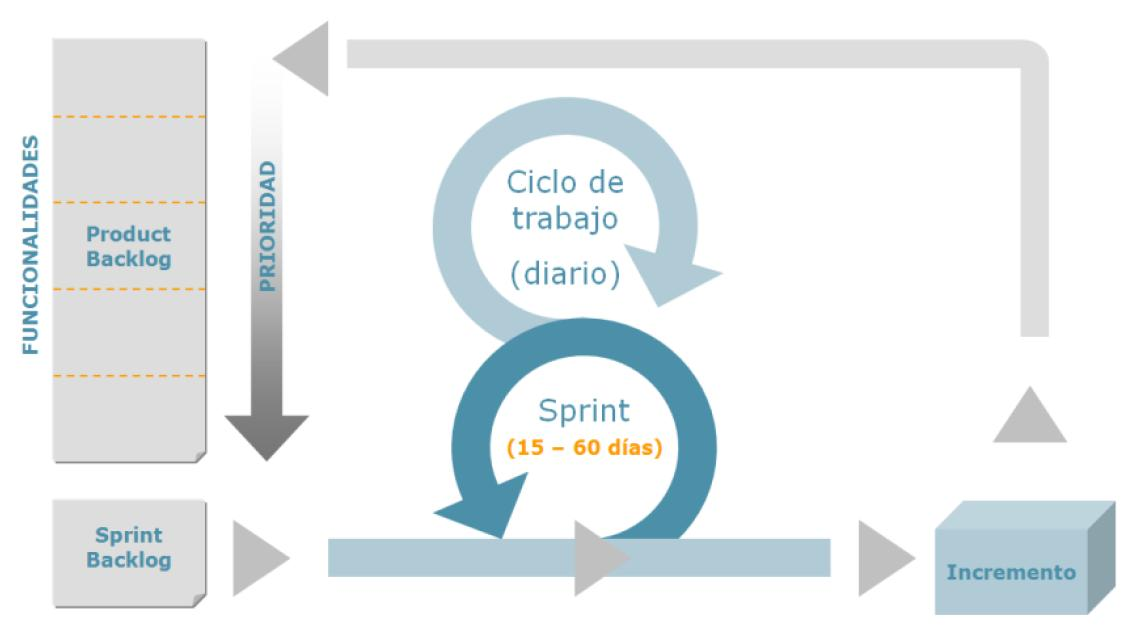 FUNCIONALIDADES
Product
Backlog
PRIORIDAD
Ciclo de
trabajo
(diario)
Sprint
(15 – 60 días)
Sprint
Backlog
Incremento